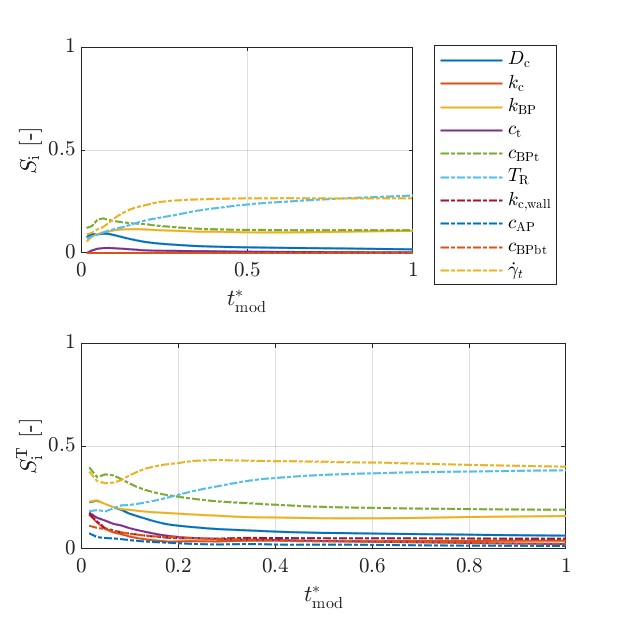 1
0.5
0
S_i [-]
0 0.5 1
t*_mod
D_c
k_c
k_BP
c_t
c_BPt
T_R
k_c,wall
c_AP
c_BPbt
γ̇_t
1
0.5
0
S_i^T [-]
0 0.2 0.4 0.6 0.8 1
t*_mod